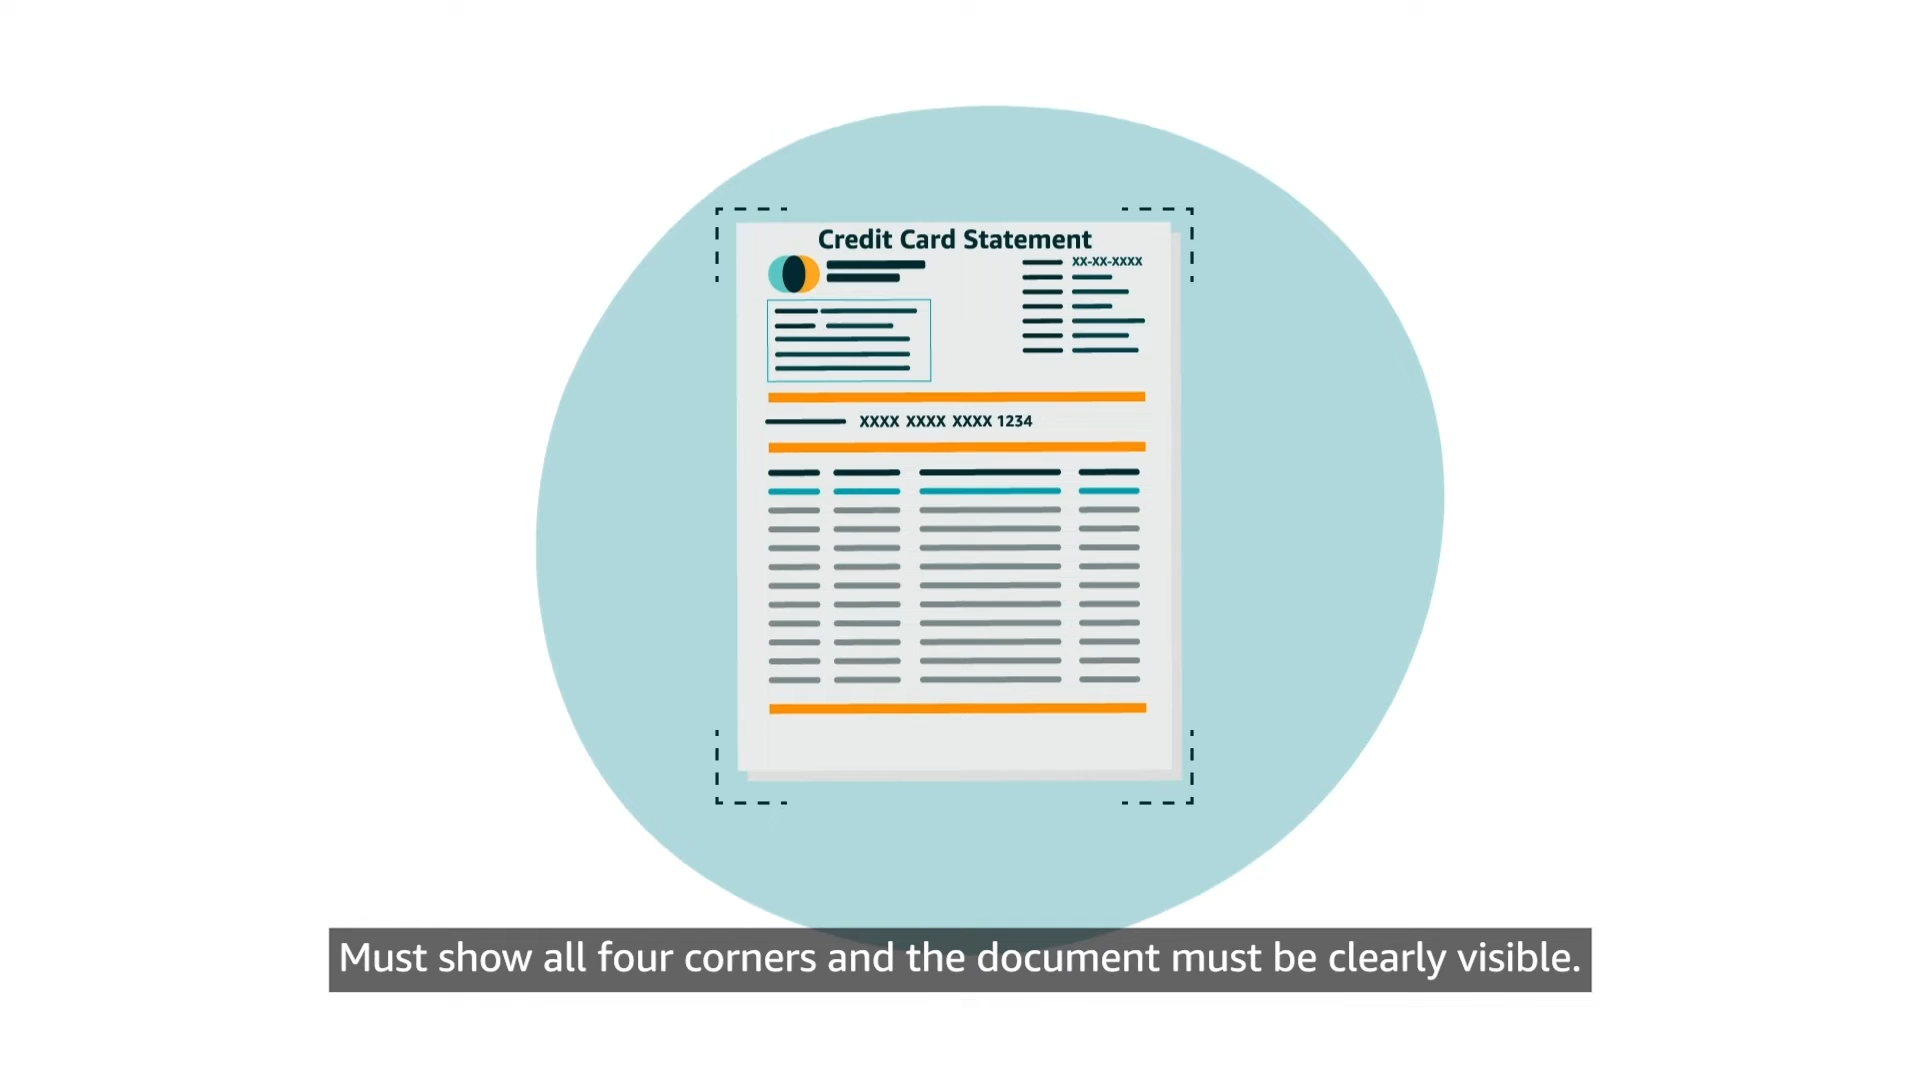 Credit Card Statement
XX-XX-XXXX
XXXX XXXX XXXX 1234
Must show all four corners and the document must be clearly visible.